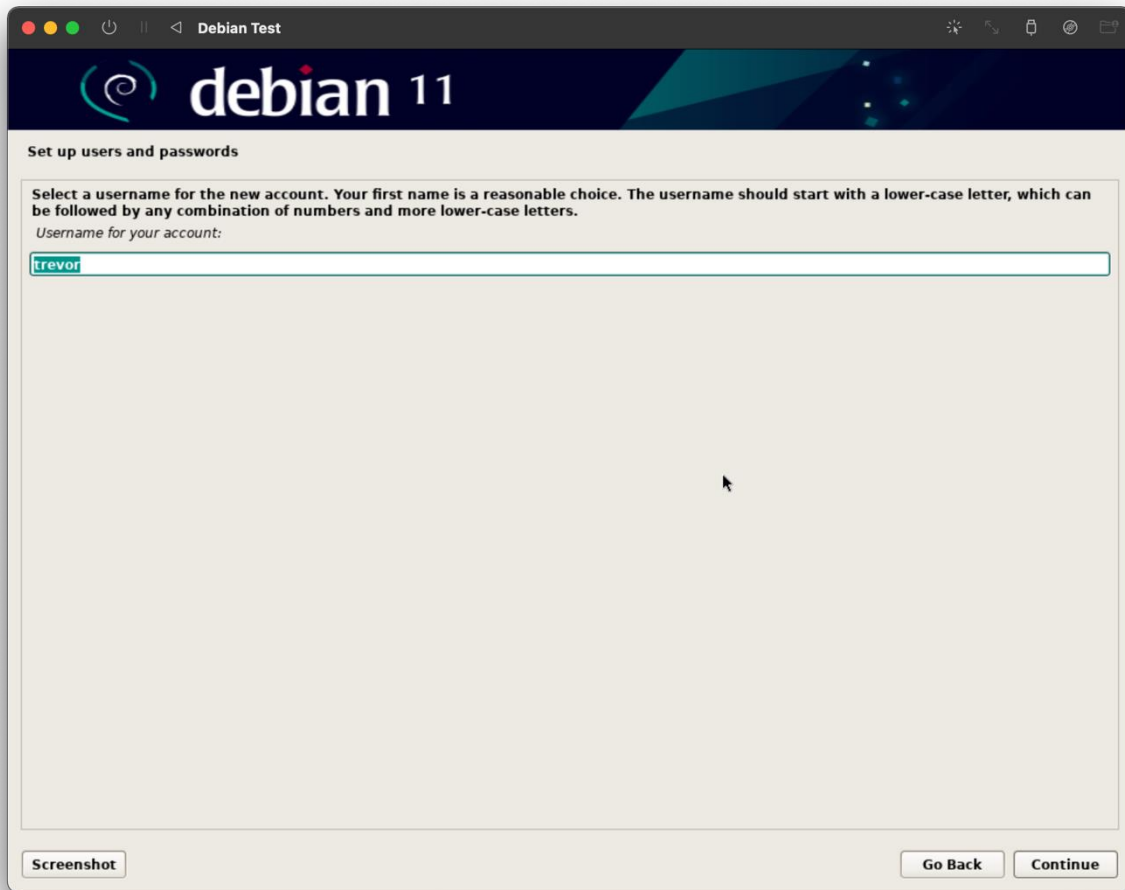 Debian Test
debian 11
Set up users and passwords
Select a username for the new account. Your first name is a reasonable choice. The username should start with a lower-case letter, which can
be followed by any combination of numbers and more lower-case letters.
Username for your account:
trevor
Screenshot
Go Back
Continue